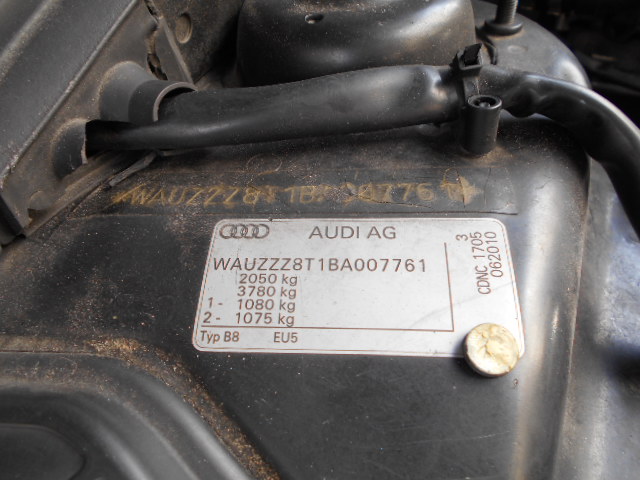 WAUZZZ8T1BA007761
AUDI AG
WAUZZZ8T1BA007761
2050 kg
3780 kg
1- 1080 kg
2- 1075 kg
Typ B8 EU5
3
CDNC 1705
062010